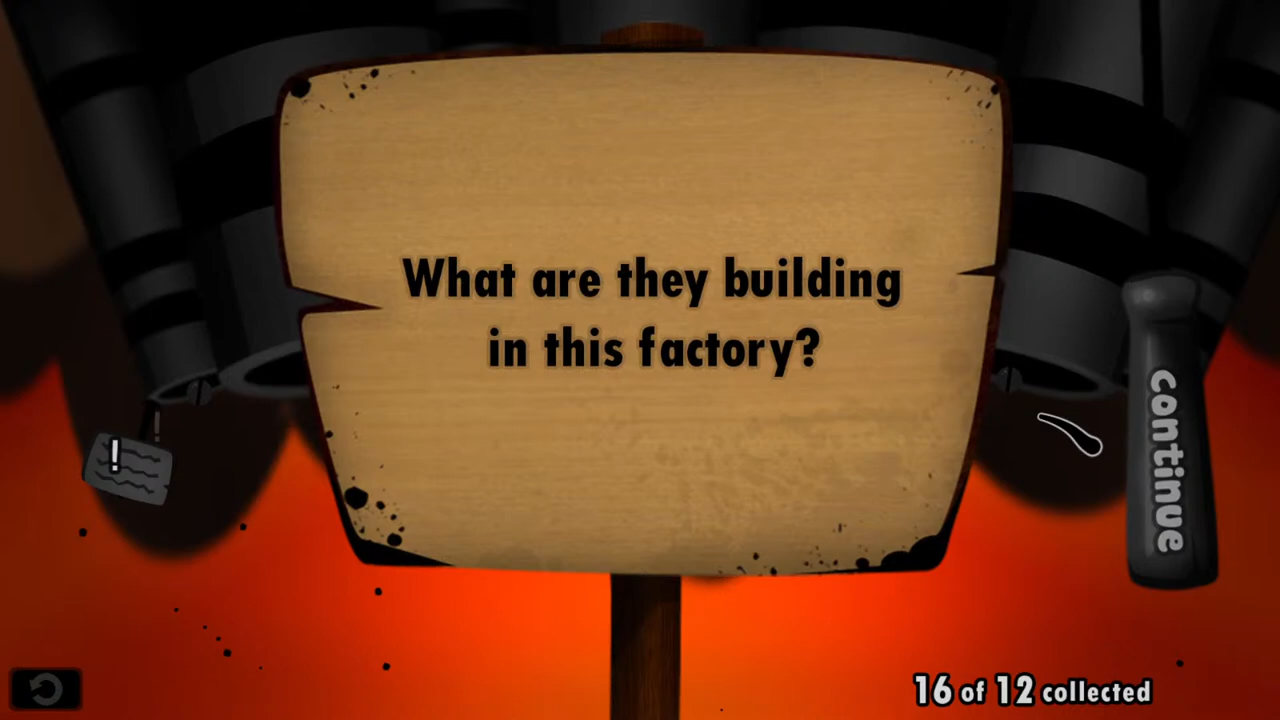 What are they building
in this factory?
!
!
continue
16 of 12 collected